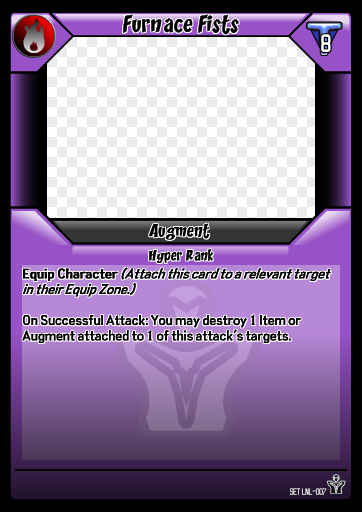 Furnace Fists
8
Augment
Hyper Rank
Equip Character (Attach this card to a relevant target
in their Equip Zone.)
On Successful Attack: You may destroy 1 Item or
Augment attached to 1 of this attack's targets.
SET LNL-007